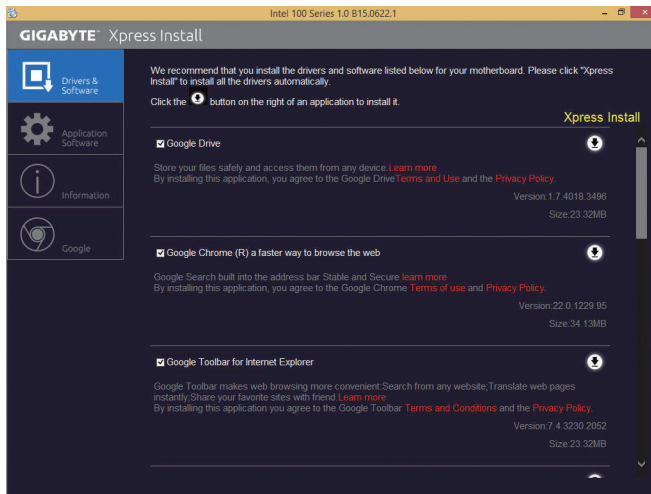 Intel 100 Series 1.0 B15.0622.1
GIGABYTE™ Xpress Install
Drivers &
Software
Application
Software
Information
Google
We recommend that you install the drivers and software listed below for your motherboard. Please click "Xpress
Install" to install all the drivers automatically.
Click the button on the right of an application to install it.
Xpress Install
Google Drive
Store your files safely and access them from any device.Learn more
By installing this application, you agree to the Google DriveTerms and Use and the Privacy Policy.
Version:1.7.4018.3496
Size:23.32MB
Google Chrome (R) a faster way to browse the web
Google Search built into the address bar Stable and Secure learn more
By installing this application, you agree to the Google Chrome Terms of use and Privacy Policy.
Version:22.0.1229.95
Size:34.13MB
Google Toolbar for Internet Explorer
Google Toolbar makes web browsing more convenient:Search from any website;Translate web pages
instantly;Share your favorite sites with friend.Learn more
By installing this application you agree to the Google Toolbar Terms and Conditions and the Privacy Policy.
Version:7.4.3230.2052
Size:23.32MB